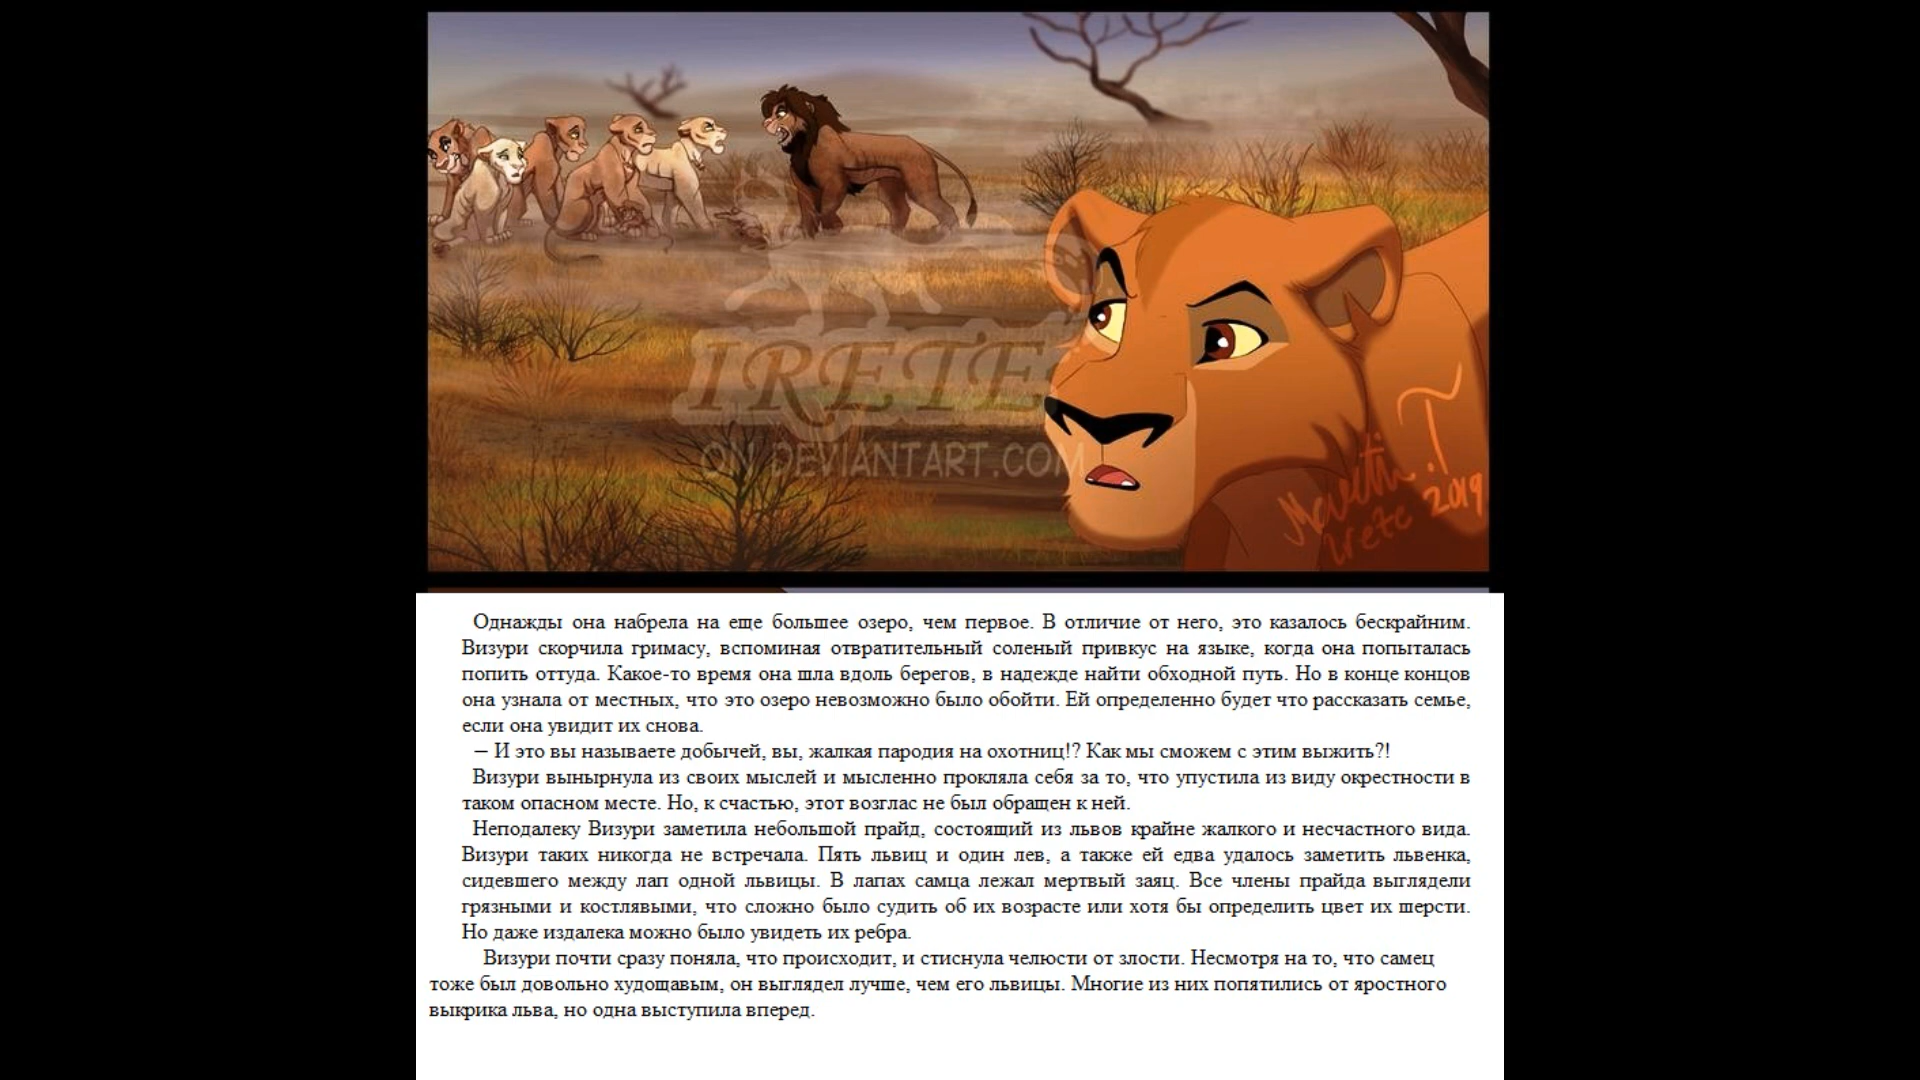 IRETE
ON DEVIANTART.COM
2019
Однажды она набрела на еще большее озеро, чем первое. В отличие от него, это казалось бескрайним.
Визури скорчила гримасу, вспоминая отвратительный соленый привкус на языке, когда она попыталась
попить оттуда. Какое-то время она шла вдоль берегов, в надежде найти обходной путь. Но в конце концов
она узнала от местных, что это озеро невозможно было обойти. Ей определенно будет что рассказать семье,
если она увидит их снова.
— И это вы называете добычей, вы, жалкая пародия на охотниц!? Как мы сможем с этим выжить?!
Визури вынырнула из своих мыслей и мысленно прокляла себя за то, что упустила из виду окрестности в
таком опасном месте. Но, к счастью, этот возглас не был обращен к ней.
Неподалеку Визури заметила небольшой прайд, состоящий из львов крайне жалкого и несчастного вида.
Визури таких никогда не встречала. Пять львиц и один лев, а также ей едва удалось заметить львенка,
сидевшего между лап одной львицы. В лапах самца лежал мертвый заяц. Все члены прайда выглядели
грязными и костлявыми, что сложно было судить об их возрасте или хотя бы определить цвет их шерсти.
Но даже издалека можно было увидеть их ребра.
Визури почти сразу поняла, что происходит, и стиснула челюсти от злости. Несмотря на то, что самец
тоже был довольно худощавым, он выглядел лучше, чем его львицы. Многие из них попятились от яростного
выкрика льва, но одна выступила вперед.